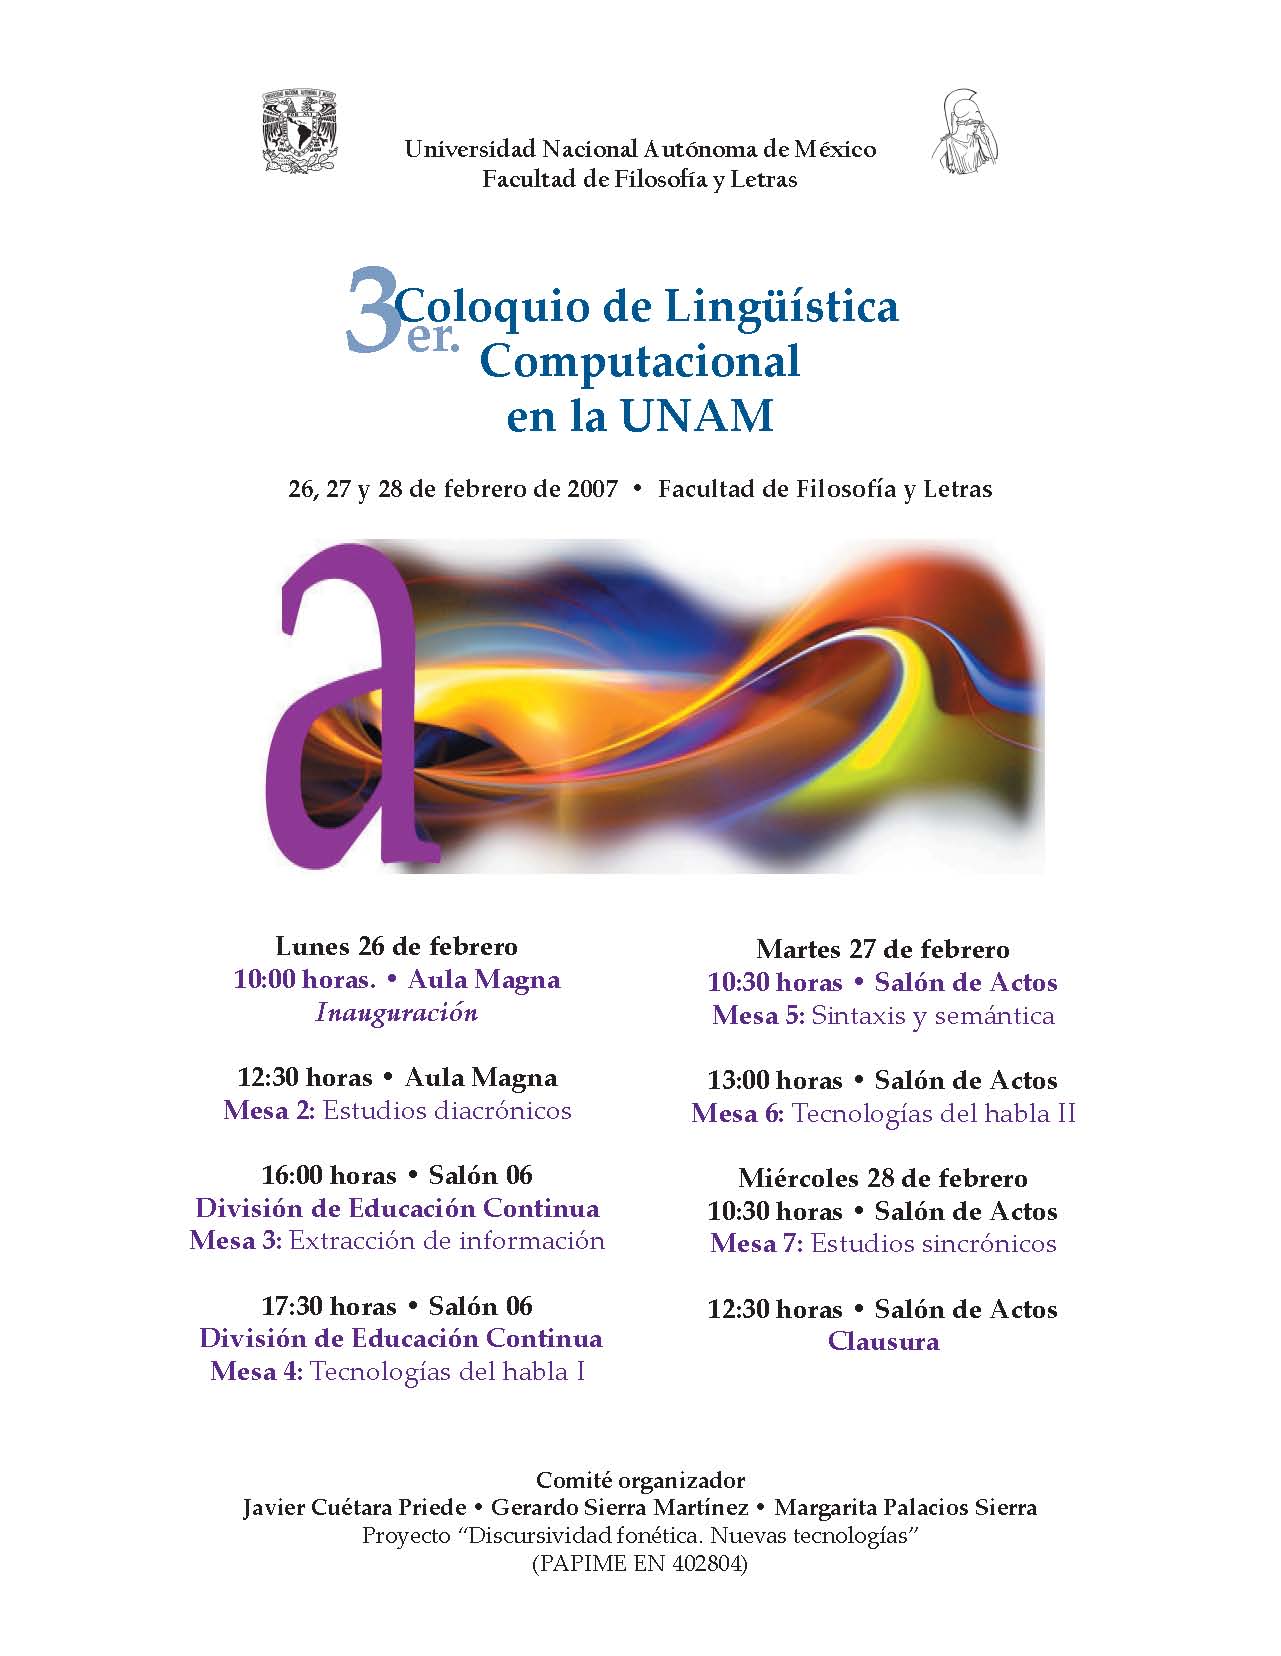 Universidad Nacional Autónoma de México
Facultad de Filosofía y Letras
3er. Coloquio de Lingüística
Computacional
en la UNAM
26, 27 y 28 de febrero de 2007 • Facultad de Filosofía y Letras
a
Lunes 26 de febrero
10:00 horas. • Aula Magna
Inauguración
12:30 horas • Aula Magna
Mesa 2: Estudios diacrónicos
16:00 horas • Salón 06
División de Educación Continua
Mesa 3: Extracción de información
17:30 horas • Salón 06
División de Educación Continua
Mesa 4: Tecnologías del habla I
Martes 27 de febrero
10:30 horas • Salón de Actos
Mesa 5: Sintaxis y semántica
13:00 horas • Salón de Actos
Mesa 6: Tecnologías del habla II
Miércoles 28 de febrero
10:30 horas • Salón de Actos
Mesa 7: Estudios sincrónicos
12:30 horas • Salón de Actos
Clausura
Comité organizador
Javier Cuétara Priede • Gerardo Sierra Martínez • Margarita Palacios Sierra
Proyecto “Discursividad fonética. Nuevas tecnologías”
(PAPIME EN 402804)